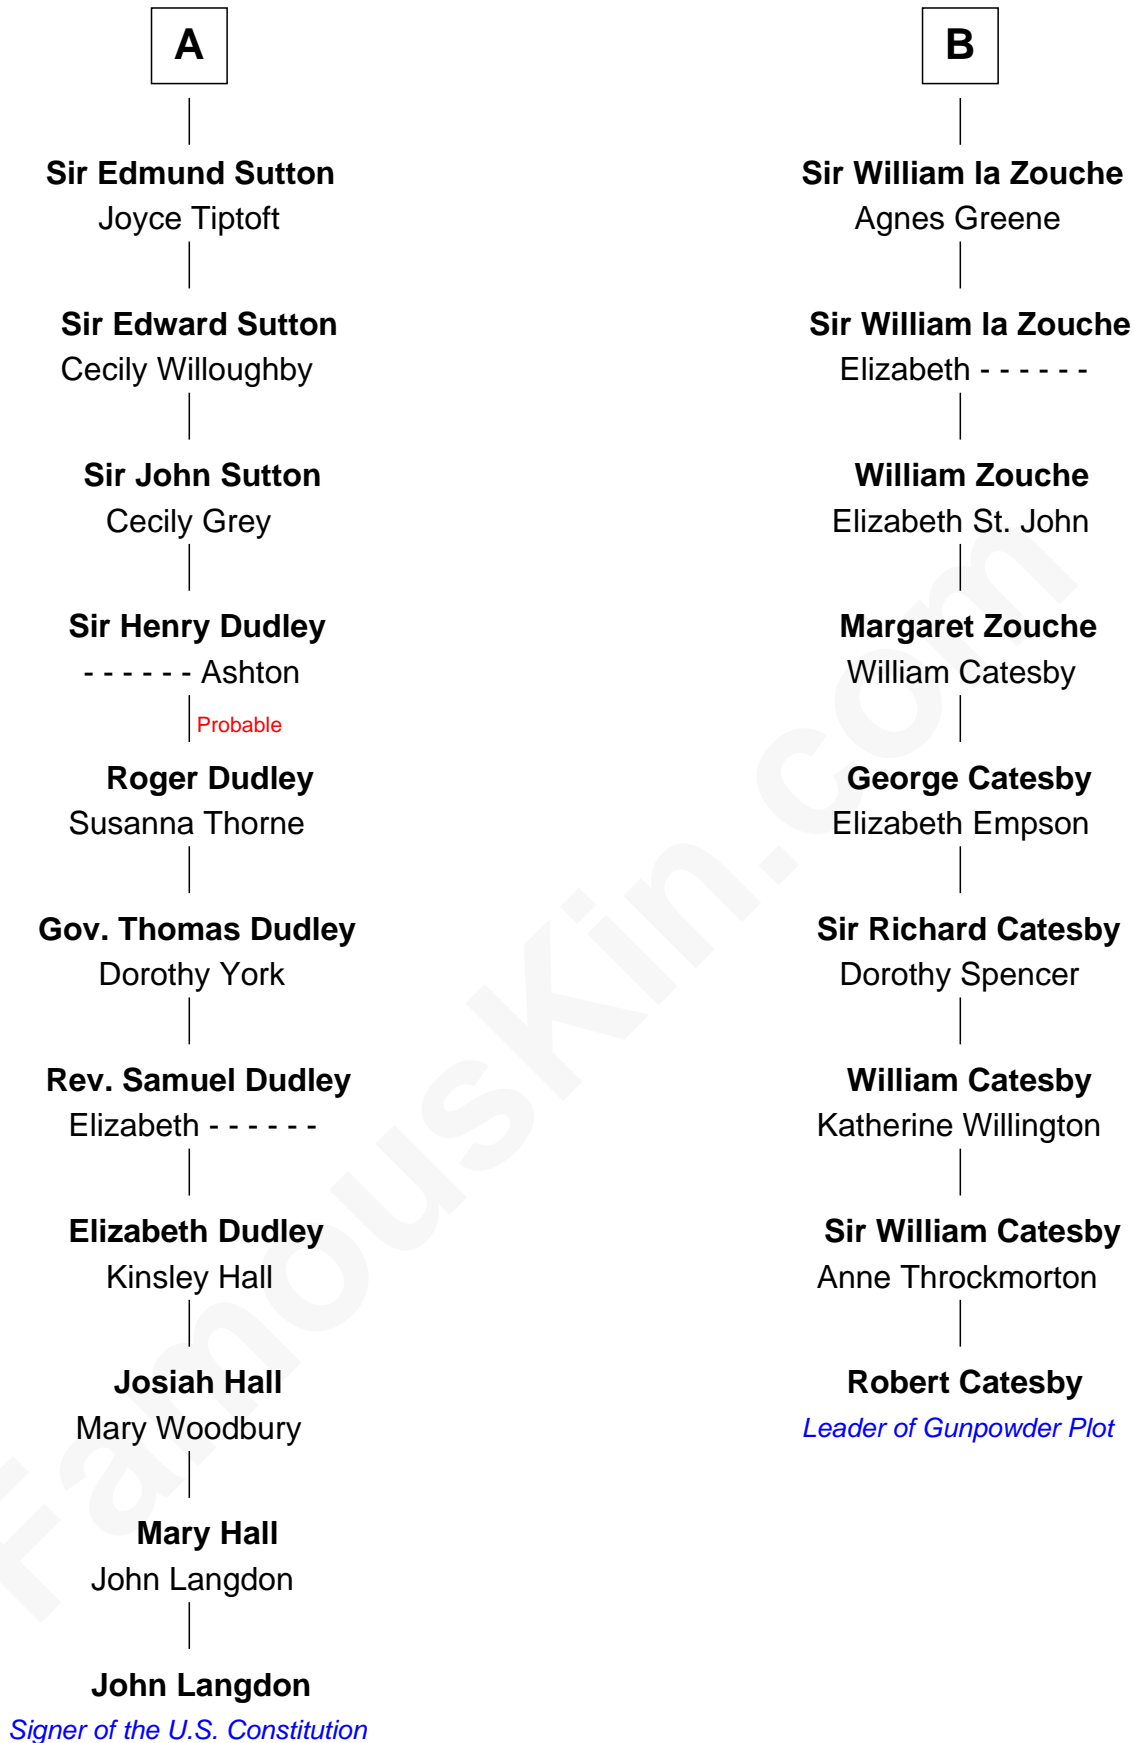 A
Sir Edmund Sutton
Joyce Tiptoft
Sir Edward Sutton
Cecily Willoughby
Sir John Sutton
Cecily Grey
Sir Henry Dudley
- - - - - - Ashton
Probable
Roger Dudley
Susanna Thorne
Gov. Thomas Dudley
Dorothy York
Rev. Samuel Dudley
Elizabeth - - - - - -
Elizabeth Dudley
Kinsley Hall
Josiah Hall
Mary Woodbury
Mary Hall
John Langdon
John Langdon
Signer of the U.S. Constitution
B
Sir William la Zouche
Agnes Greene
Sir William la Zouche
Elizabeth - - - - - -
William Zouche
Elizabeth St. John
Margaret Zouche
William Catesby
George Catesby
Elizabeth Empson
Sir Richard Catesby
Dorothy Spencer
William Catesby
Katherine Willington
Sir William Catesby
Anne Throckmorton
Robert Catesby
Leader of Gunpowder Plot
FamousKin.com